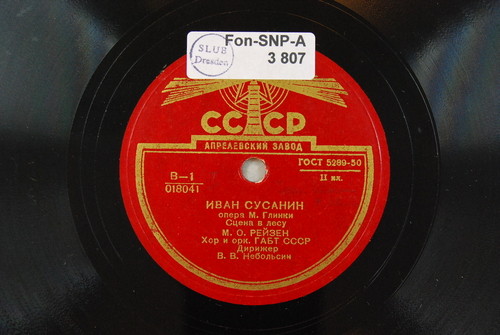 Fon-SNP-A
3 807
SLUB
Dresden
СССР
АПРЕЛЕВСКИЙ ЗАВОД
ГОСТ 5289-50
В—1
018041
II вк.
ИВАН СУСАНИН
опера М. Глинки
Сцена в лесу
М. О. РЕЙЗЕН
Хор и орк. ГАБТ СССР
Дирижер
В. В. Небольсин